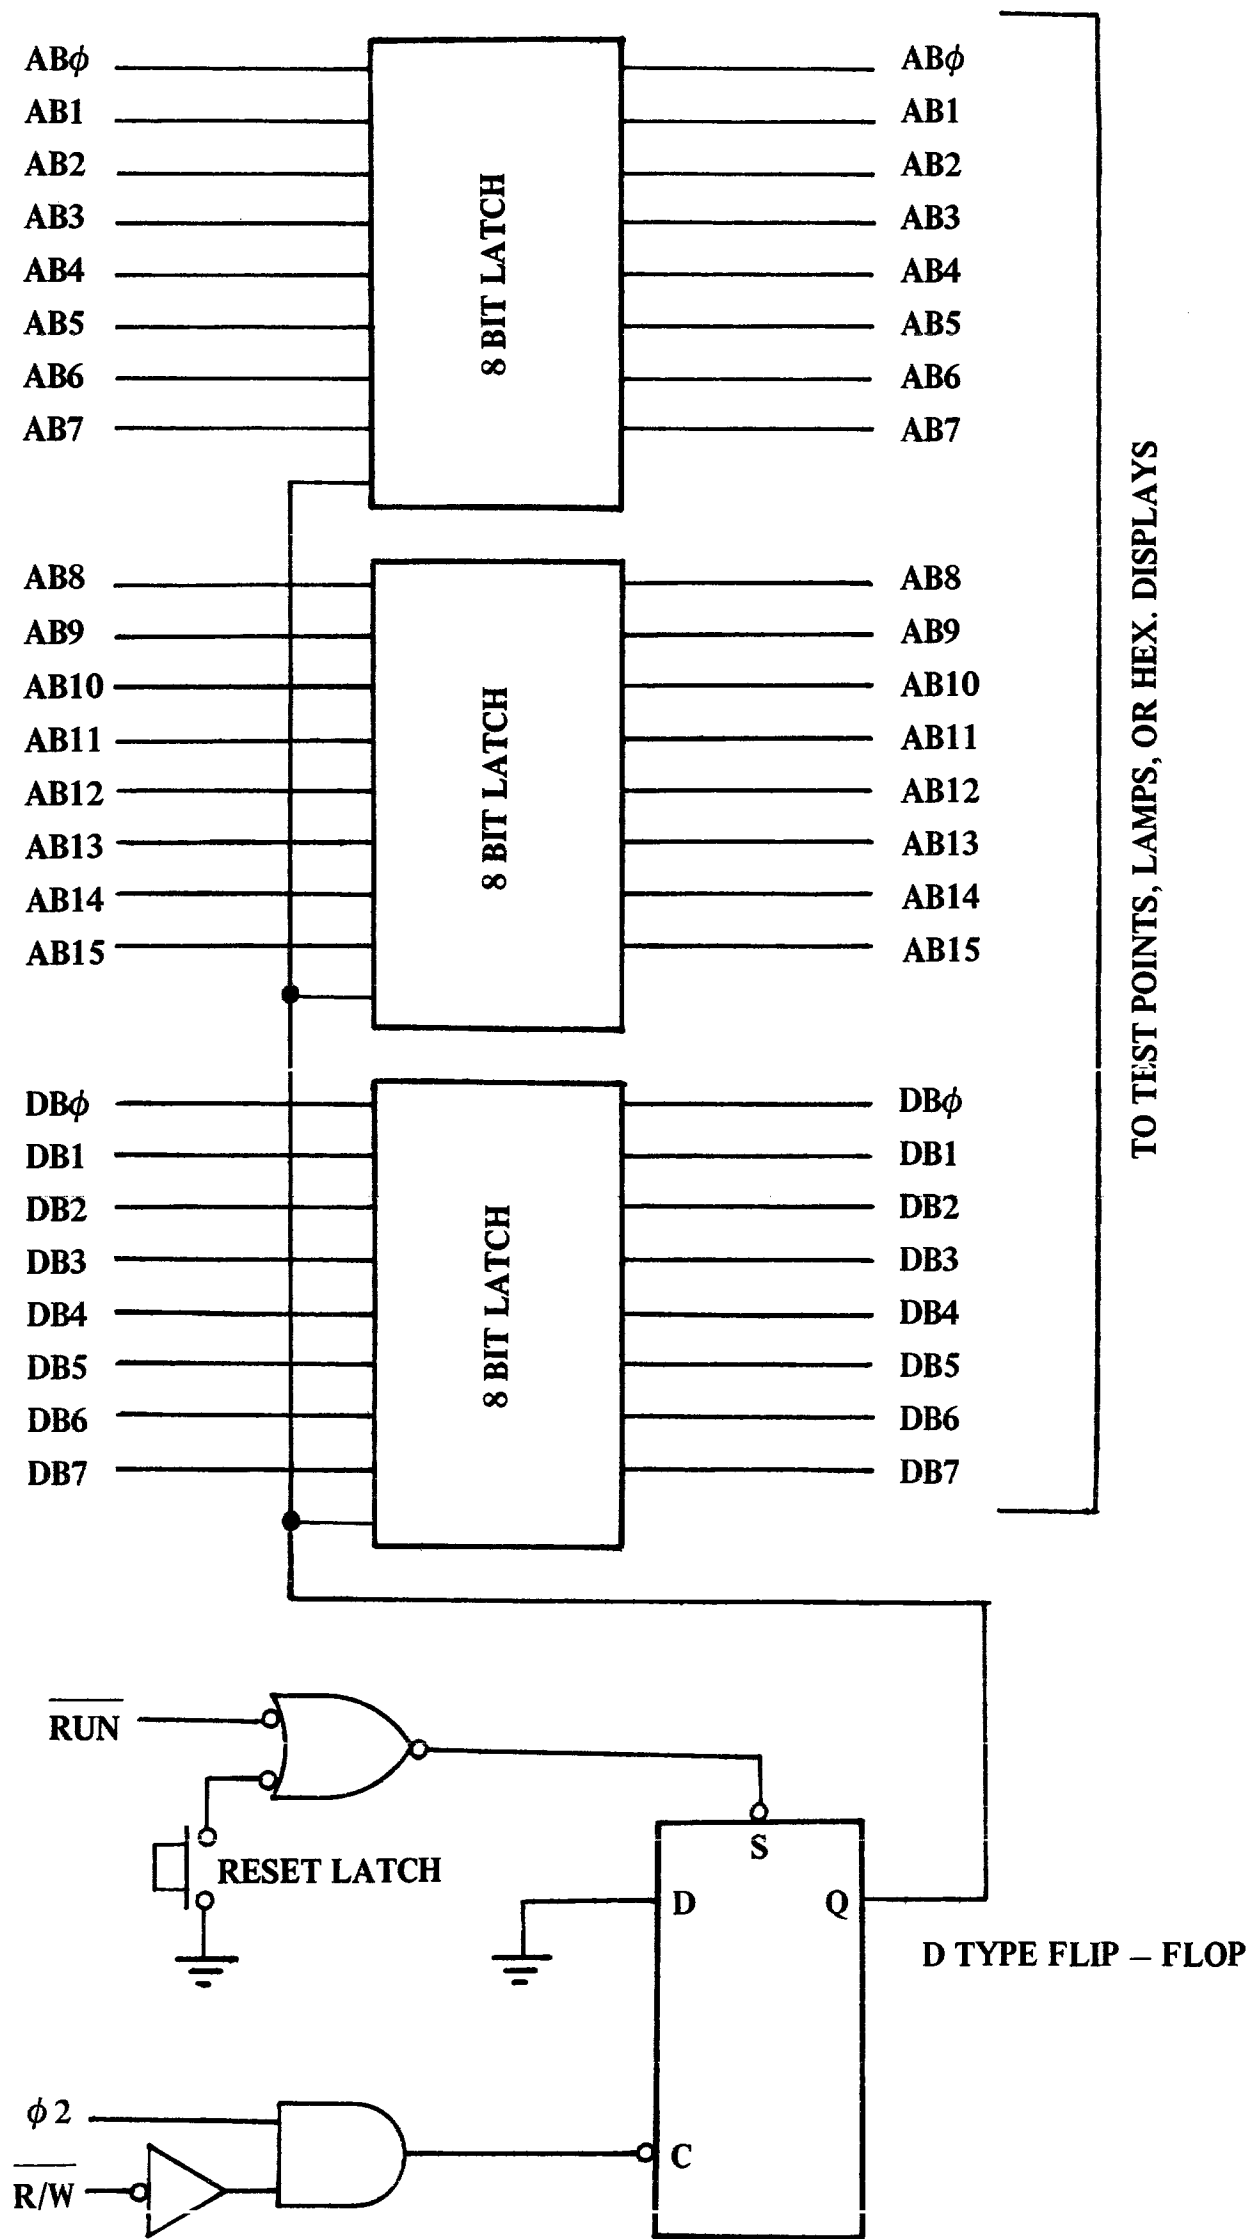 ABϕ
AB1
AB2
AB3
AB4
AB5
AB6
AB7
8 BIT LATCH
ABϕ
AB1
AB2
AB3
AB4
AB5
AB6
AB7
AB8
AB9
AB10
AB11
AB12
AB13
AB14
AB15
8 BIT LATCH
AB8
AB9
AB10
AB11
AB12
AB13
AB14
AB15
DBϕ
DB1
DB2
DB3
DB4
DB5
DB6
DB7
8 BIT LATCH
DBϕ
DB1
DB2
DB3
DB4
DB5
DB6
DB7
TO TEST POINTS, LAMPS, OR HEX. DISPLAYS
R̅U̅N̅
RESET LATCH
S
D
Q
D TYPE FLIP – FLOP
ϕ 2
R̅/̅W̅
C